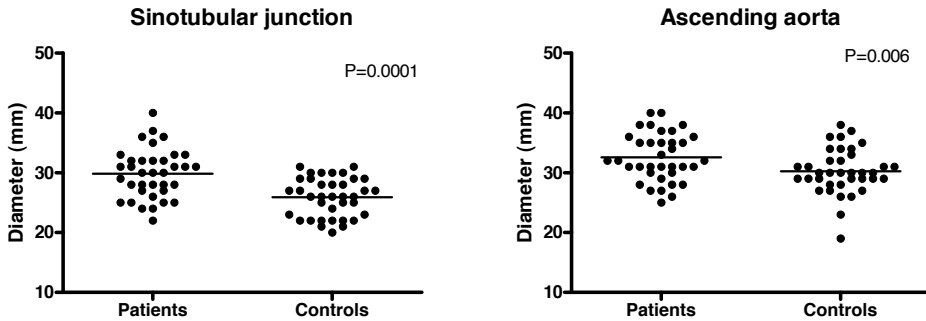 Sinotubular junction
P=0.0001
Diameter (mm)
50
40
30
20
10
Patients
Controls
Ascending aorta
P=0.006
Diameter (mm)
50
40
30
20
10
Patients
Controls